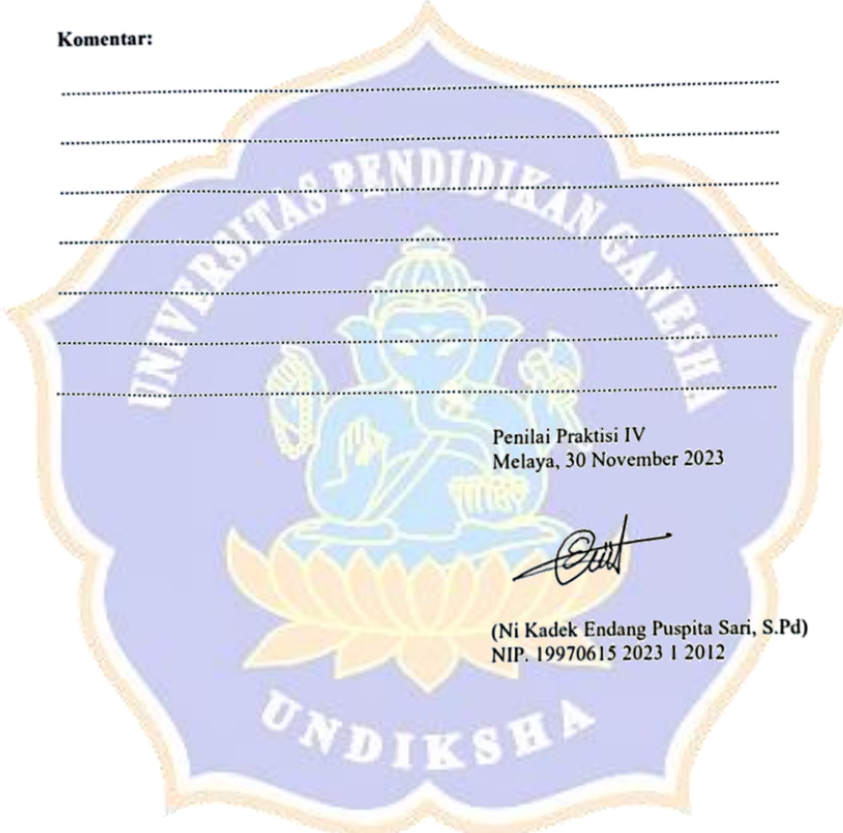 Komentar:
UNIVERSITAS PENDIDIKAN GANESHA
Penilai Praktisi IV
Melaya, 30 November 2023
(Ni Kadek Endang Puspita Sari, S.Pd)
NIP. 19970615 2023 1 2012
UNDIKSHA